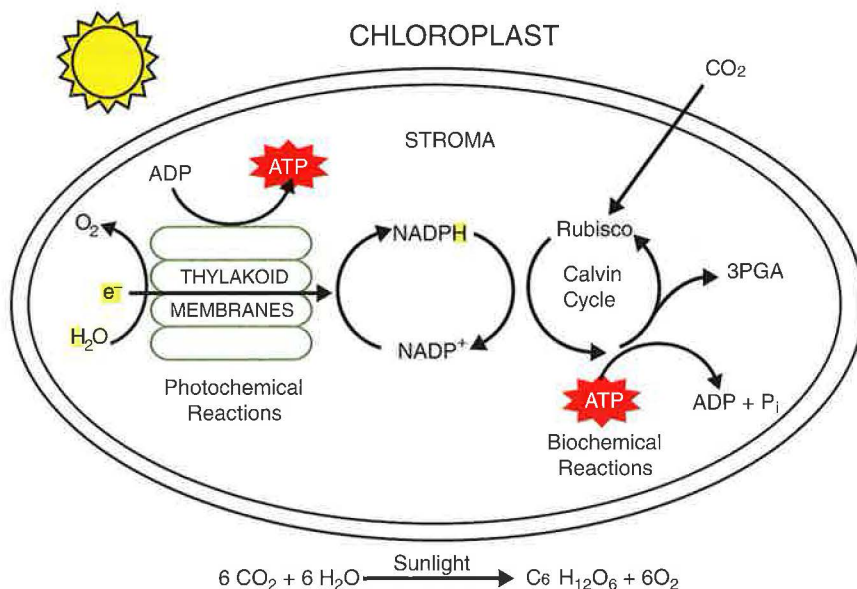 CHLOROPLAST
CO₂
STROMA
ADP
ATP
O₂
NADPH
Rubisco
THYLAKOID
e⁻
MEMBRANES
Calvin
Cycle
3PGA
H₂O
NADP⁺
Photochemical
Reactions
ATP
ADP + Pᵢ
Biochemical
Reactions
Sunlight
6 CO₂ + 6 H₂O → C₆ H₁₂O₆ + 6O₂